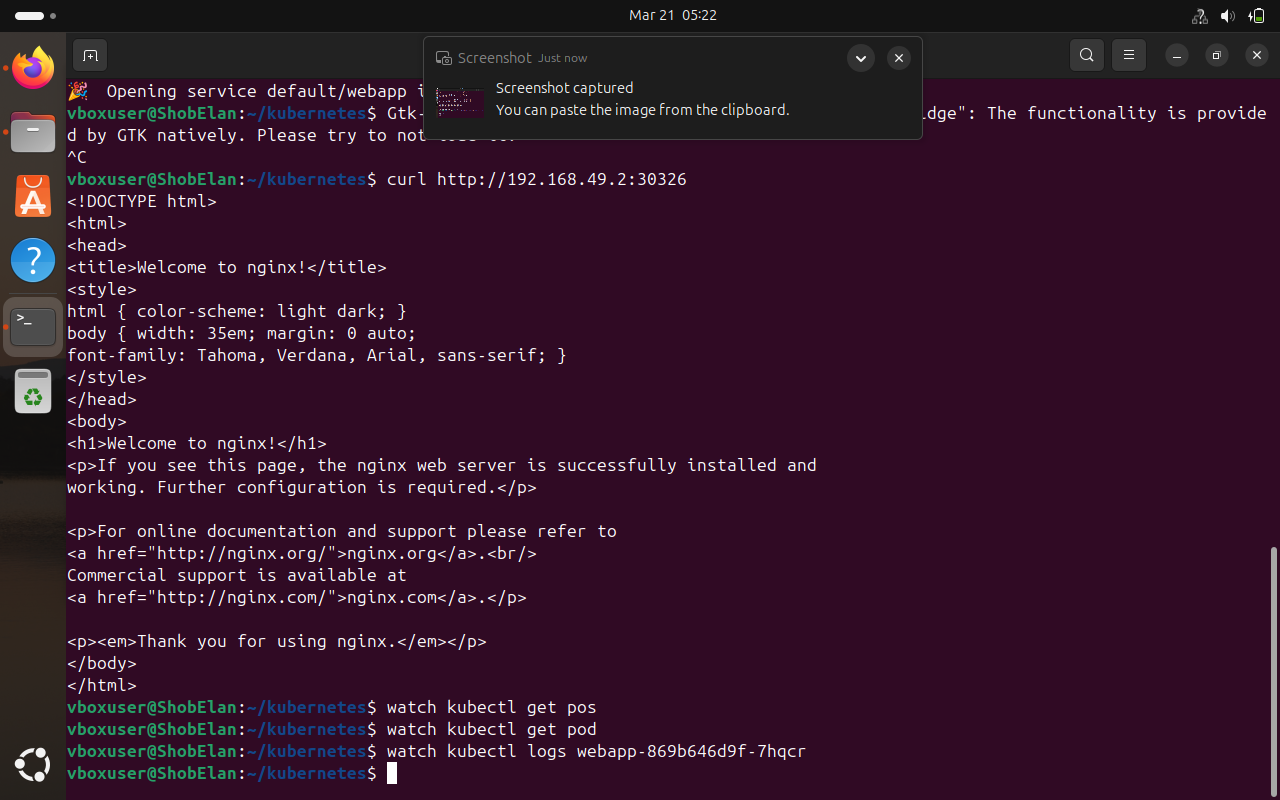 Mar 21 05:22
Screenshot Just now
Screenshot captured
You can paste the image from the clipboard.
🎉 Opening service default/webapp i
vboxuser@ShobElan:~/kubernetes$ Gtk- dge": The functionality is provide
d by GTK natively. Please try to not
^C
vboxuser@ShobElan:~/kubernetes$ curl http://192.168.49.2:30326
<!DOCTYPE html>
<html>
<head>
<title>Welcome to nginx!</title>
<style>
html { color-scheme: light dark; }
body { width: 35em; margin: 0 auto;
font-family: Tahoma, Verdana, Arial, sans-serif; }
</style>
</head>
<body>
<h1>Welcome to nginx!</h1>
<p>If you see this page, the nginx web server is successfully installed and
working. Further configuration is required.</p>
<p>For online documentation and support please refer to
<a href="http://nginx.org/">nginx.org</a>.<br/>
Commercial support is available at
<a href="http://nginx.com/">nginx.com</a>.</p>
<p><em>Thank you for using nginx.</em></p>
</body>
</html>
vboxuser@ShobElan:~/kubernetes$ watch kubectl get pos
vboxuser@ShobElan:~/kubernetes$ watch kubectl get pod
vboxuser@ShobElan:~/kubernetes$ watch kubectl logs webapp-869b646d9f-7hqcr
vboxuser@ShobElan:~/kubernetes$